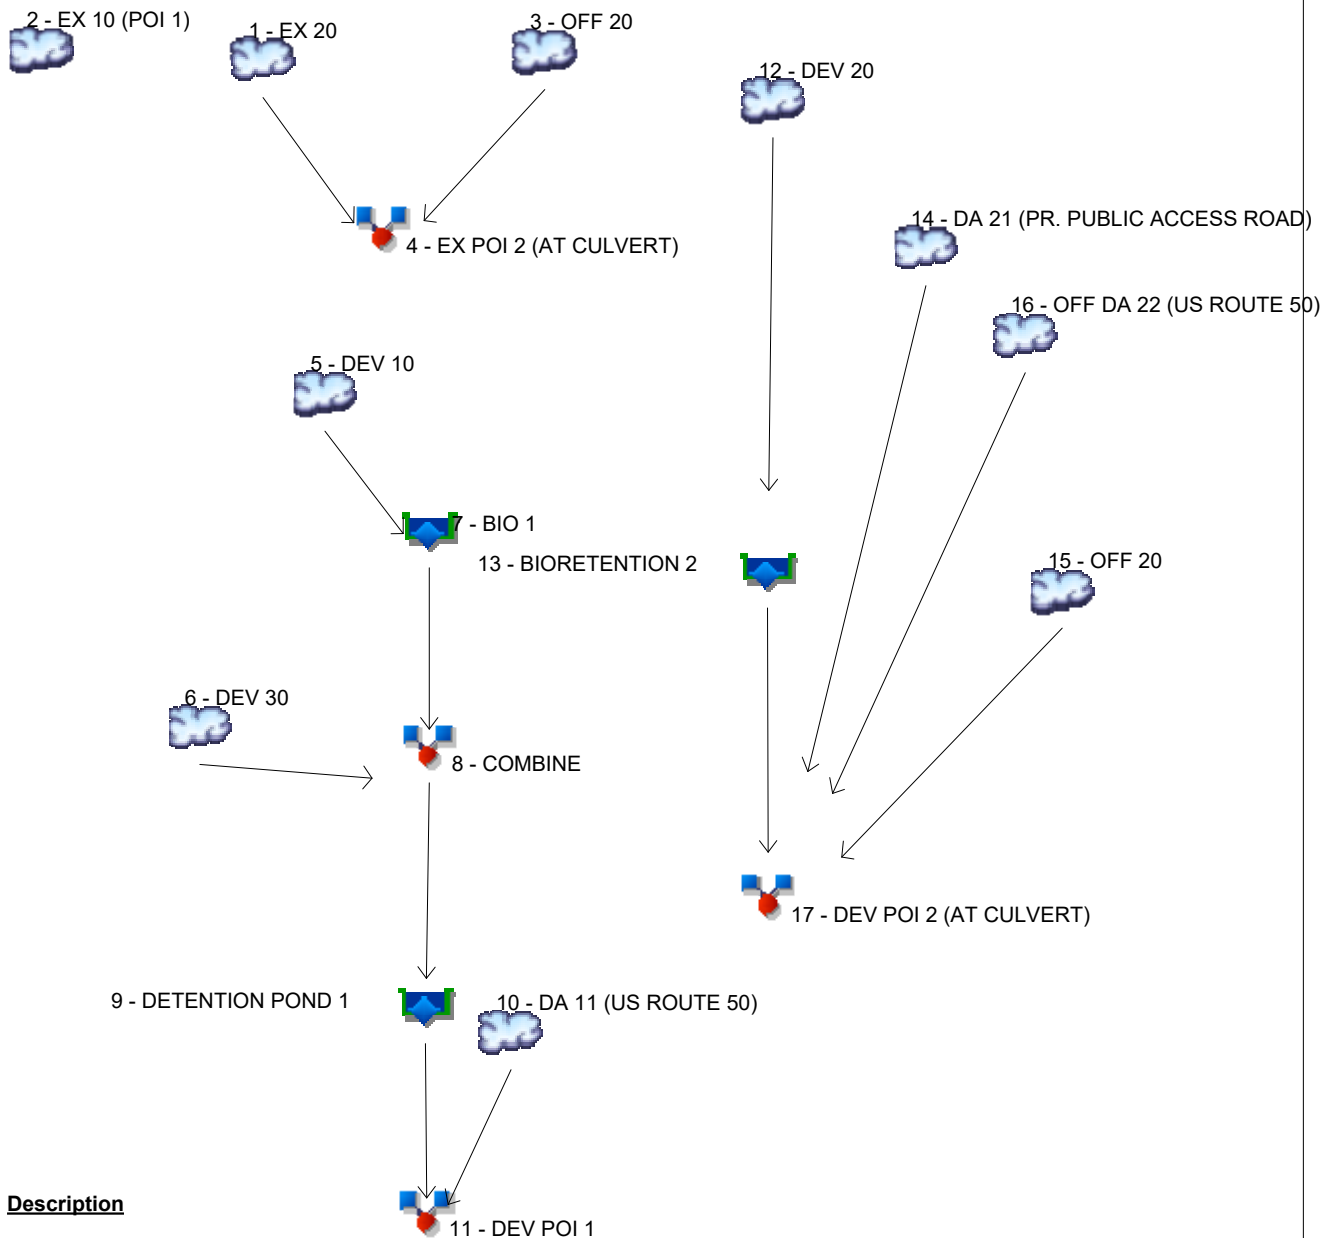 2 - EX 10 (POI 1)
1 - EX 20
3 - OFF 20
12 - DEV 20
14 - DA 21 (PR. PUBLIC ACCESS ROAD)
4 - EX POI 2 (AT CULVERT)
16 - OFF DA 22 (US ROUTE 50)
5 - DEV 10
7 - BIO 1
13 - BIORETENTION 2
15 - OFF 20
6 - DEV 30
8 - COMBINE
17 - DEV POI 2 (AT CULVERT)
9 - DETENTION POND 1
10 - DA 11 (US ROUTE 50)
Description
11 - DEV POI 1